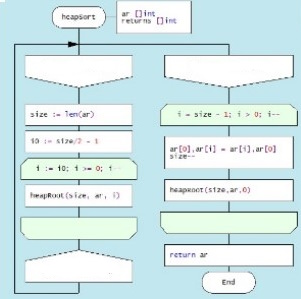 heapSort
ar []int
returns []int
size := len(ar)
i0 := size/2 - 1
i := i0; i >= 0; i--
heapRoot(size, ar, i)
i = size - 1; i > 0; i--
ar[0],ar[i] = ar[i],ar[0]
size--
heapRoot(size,ar,0)
return ar
End